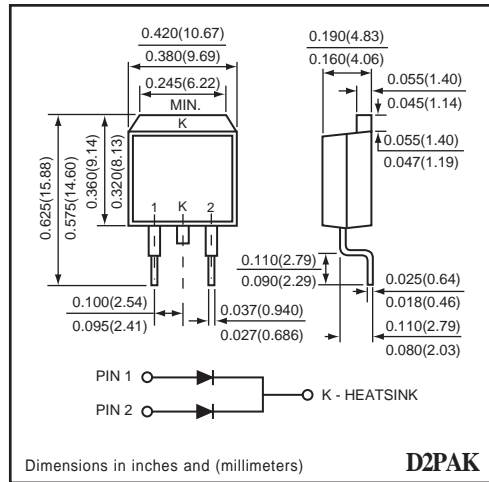 0.420(10.67)
0.380(9.69)
0.245(6.22)
MIN.
K
0.625(15.88)
0.575(14.60)
0.360(9.14)
0.320(8.13)
1 K 2
0.100(2.54)
0.095(2.41)
0.037(0.940)
0.027(0.686)
0.190(4.83)
0.160(4.06)
0.055(1.40)
0.045(1.14)
0.055(1.40)
0.047(1.19)
0.110(2.79)
0.090(2.29)
0.025(0.64)
0.018(0.46)
0.110(2.79)
0.080(2.03)
PIN 1
PIN 2
K - HEATSINK
Dimensions in inches and (millimeters)
D2PAK